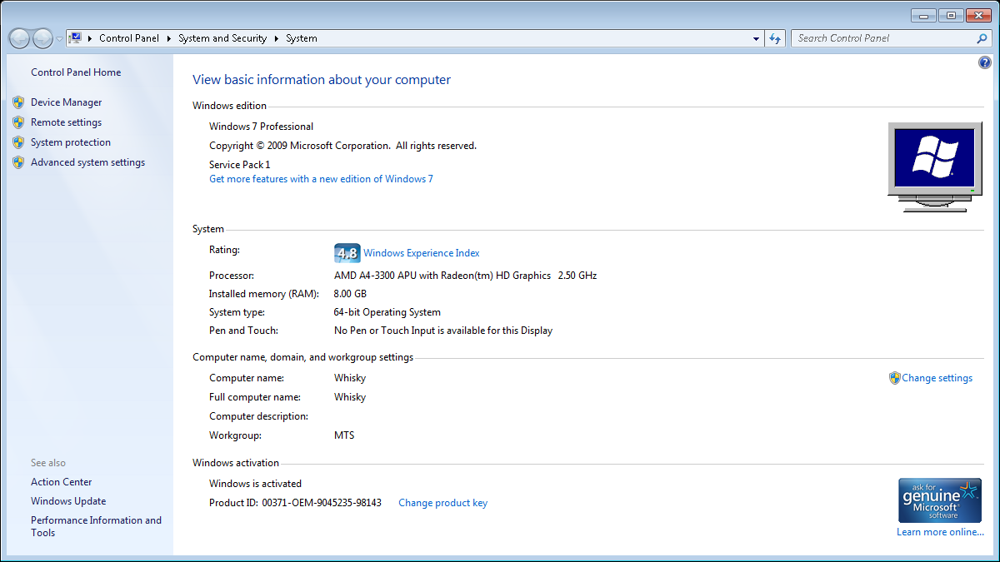 Control Panel System and Security System
Search Control Panel
Control Panel Home
Device Manager
Remote settings
System protection
Advanced system settings
See also
Action Center
Windows Update
Performance Information and
Tools
?
View basic information about your computer
Windows edition
Windows 7 Professional
Copyright © 2009 Microsoft Corporation. All rights reserved.
Service Pack 1
Get more features with a new edition of Windows 7
System
Rating: 4.8 Windows Experience Index
Processor: AMD A4-3300 APU with Radeon(tm) HD Graphics 2.50 GHz
Installed memory (RAM): 8.00 GB
System type: 64-bit Operating System
Pen and Touch: No Pen or Touch Input is available for this Display
Computer name, domain, and workgroup settings
Computer name: Whisky Change settings
Full computer name: Whisky
Computer description:
Workgroup: MTS
Windows activation
Windows is activated
Product ID: 00371-OEM-9045235-98143 Change product key
ask for
genuine
Microsoft®
software
Learn more online...